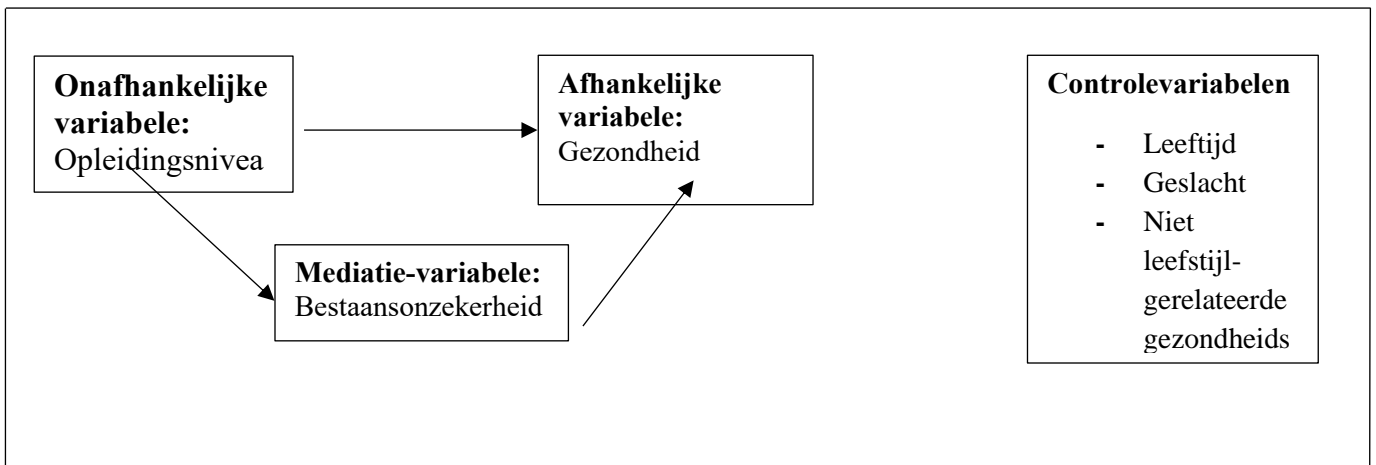 Onafhankelijke
variabele:
Opleidingsnivea
Afhankelijke
variabele:
Gezondheid
Mediatie-variabele:
Bestaansonzekerheid
Controlevariabelen
- Leeftijd
- Geslacht
- Niet
leefstijl-
gerelateerde
gezondheids